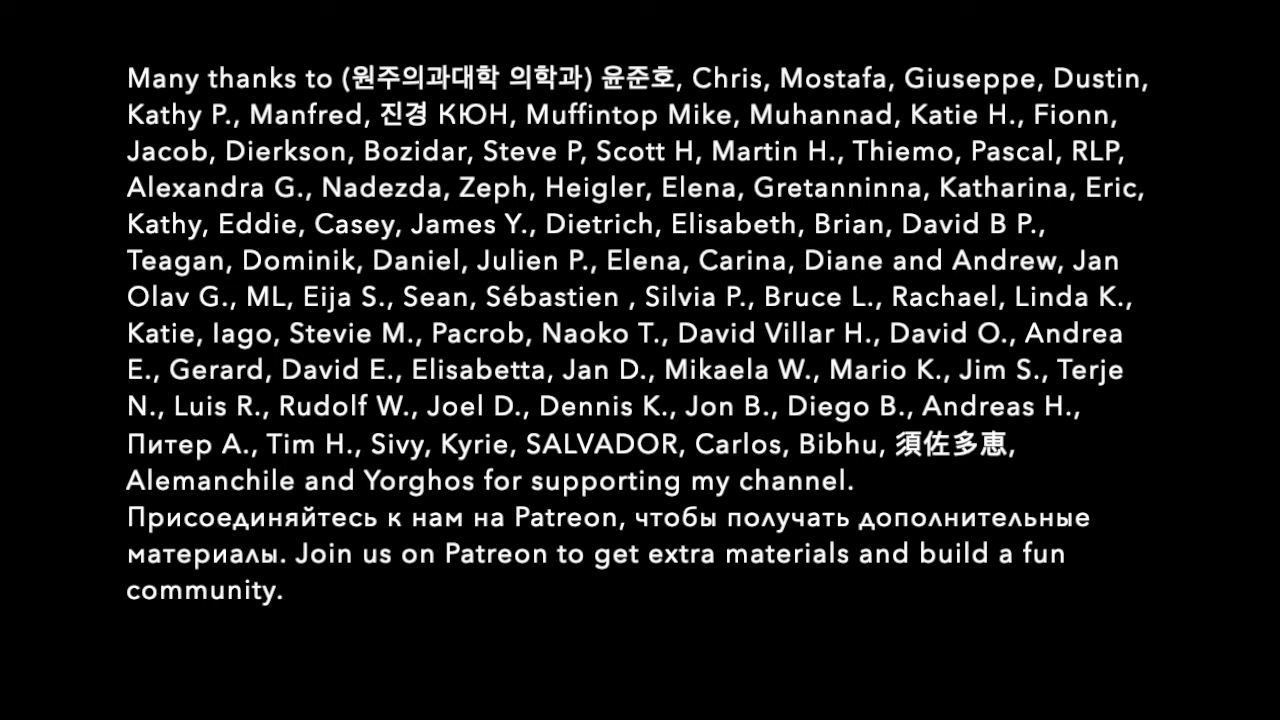 Many thanks to (원주의과대학 의학과) 윤준호, Chris, Mostafa, Giuseppe, Dustin,
Kathy P., Manfred, 진경 КЮН, Muffintop Mike, Muhannad, Katie H., Fionn,
Jacob, Dierkson, Bozidar, Steve P, Scott H, Martin H., Thiemo, Pascal, RLP,
Alexandra G., Nadezda, Zeph, Heigler, Elena, Gretanninna, Katharina, Eric,
Kathy, Eddie, Casey, James Y., Dietrich, Elisabeth, Brian, David B P.,
Teagan, Dominik, Daniel, Julien P., Elena, Carina, Diane and Andrew, Jan
Olav G., ML, Eija S., Sean, Sébastien , Silvia P., Bruce L., Rachael, Linda K.,
Katie, Iago, Stevie M., Pacrob, Naoko T., David Villar H., David O., Andrea
E., Gerard, David E., Elisabetta, Jan D., Mikaela W., Mario K., Jim S., Terje
N., Luis R., Rudolf W., Joel D., Dennis K., Jon B., Diego B., Andreas H.,
Питер А., Tim H., Sivy, Kyrie, SALVADOR, Carlos, Bibhu, 須佐多恵,
Alemanchile and Yorghos for supporting my channel.
Присоединяйтесь к нам на Patreon, чтобы получать дополнительные
материалы. Join us on Patreon to get extra materials and build a fun
community.